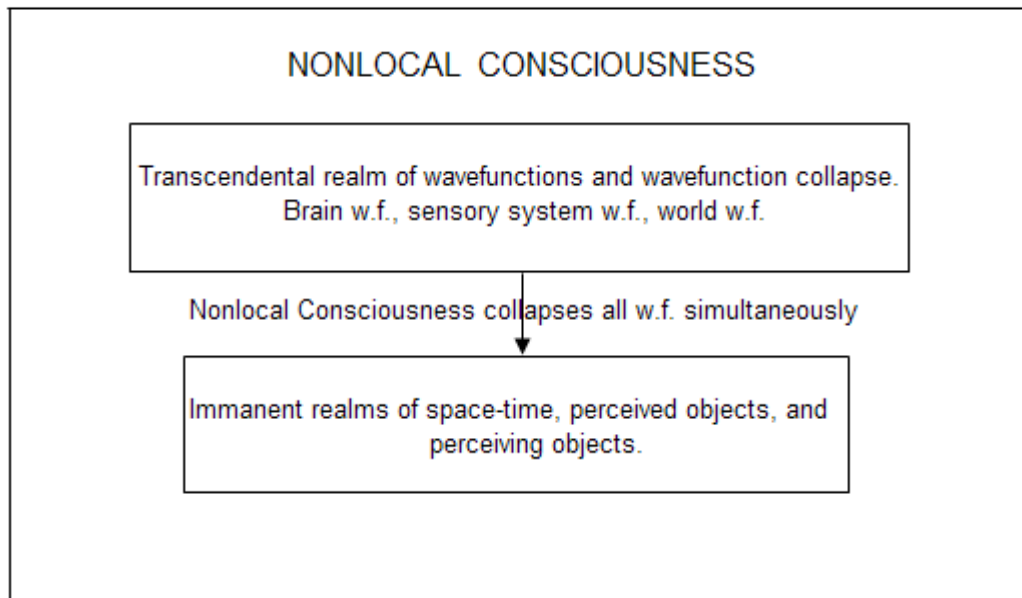 NONLOCAL CONSCIOUSNESS
Transcendental realm of wavefunctions and wavefunction collapse.
Brain w.f., sensory system w.f., world w.f.
Nonlocal Consciousness collapses all w.f. simultaneously
Immanent realms of space-time, perceived objects, and
perceiving objects.